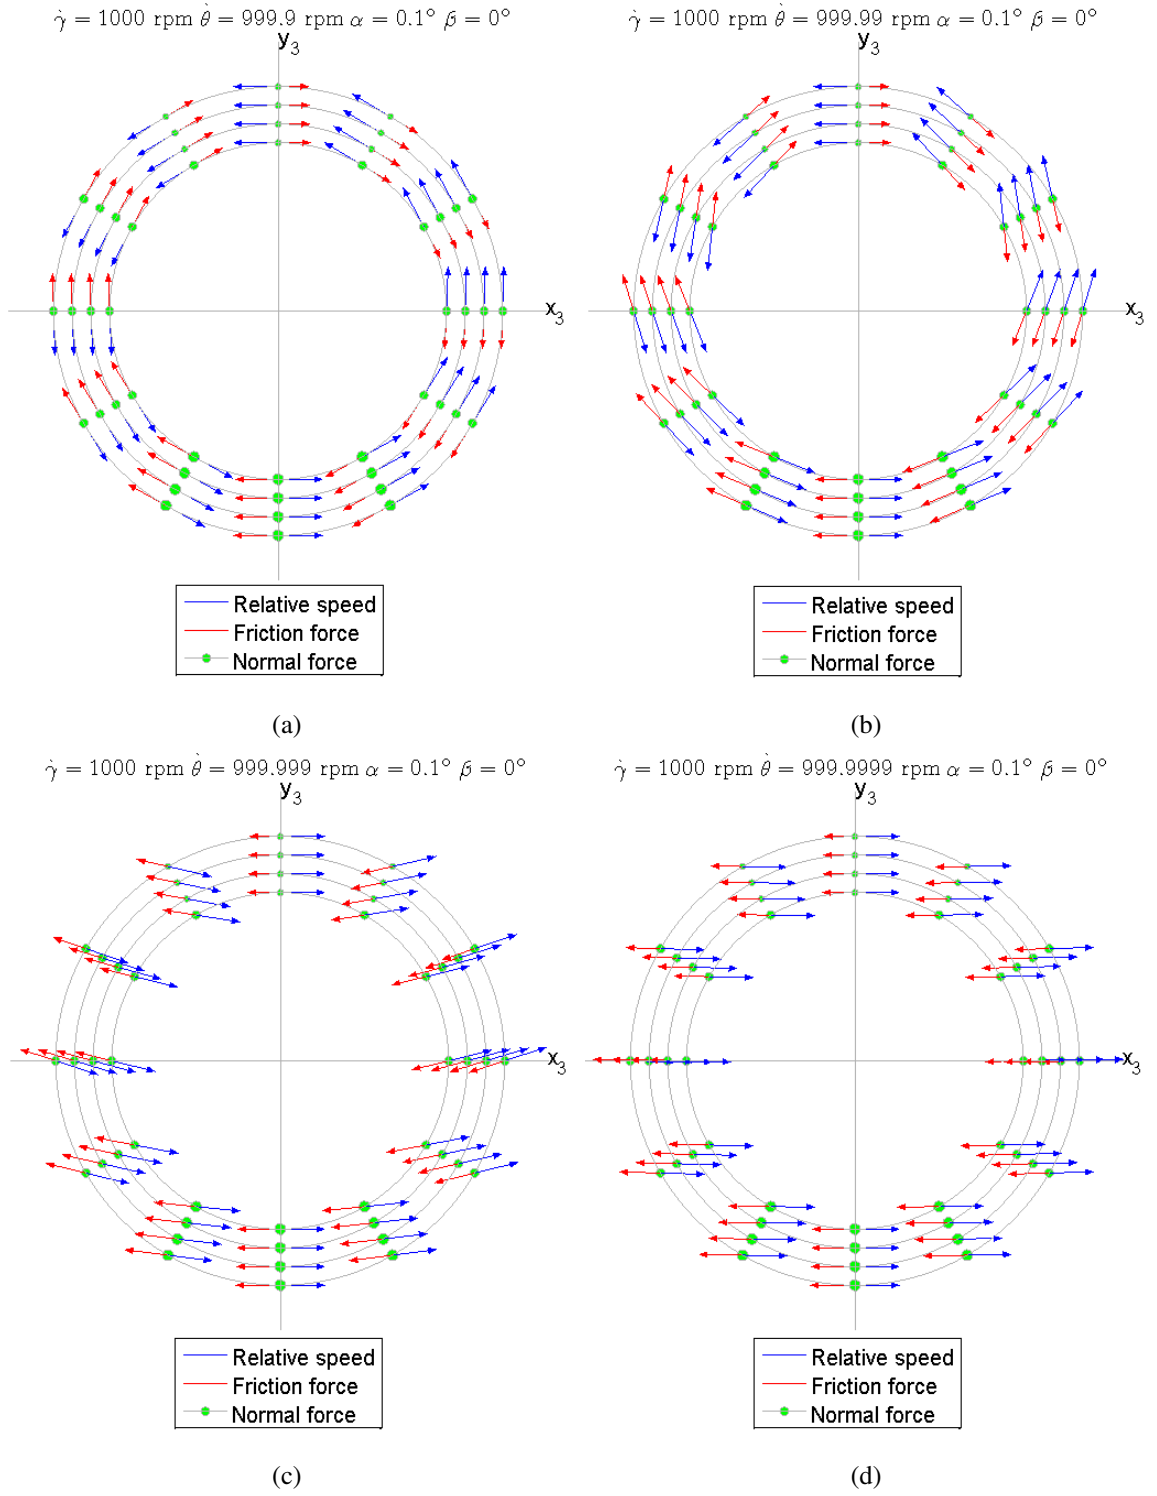 γ̇ = 1000 rpm θ̇ = 999.9 rpm α = 0.1° β = 0°
y3
x3
Relative speed
Friction force
Normal force
(a)
γ̇ = 1000 rpm θ̇ = 999.99 rpm α = 0.1° β = 0°
y3
x3
Relative speed
Friction force
Normal force
(b)
γ̇ = 1000 rpm θ̇ = 999.999 rpm α = 0.1° β = 0°
y3
x3
Relative speed
Friction force
Normal force
(c)
γ̇ = 1000 rpm θ̇ = 999.9999 rpm α = 0.1° β = 0°
y3
x3
Relative speed
Friction force
Normal force
(d)